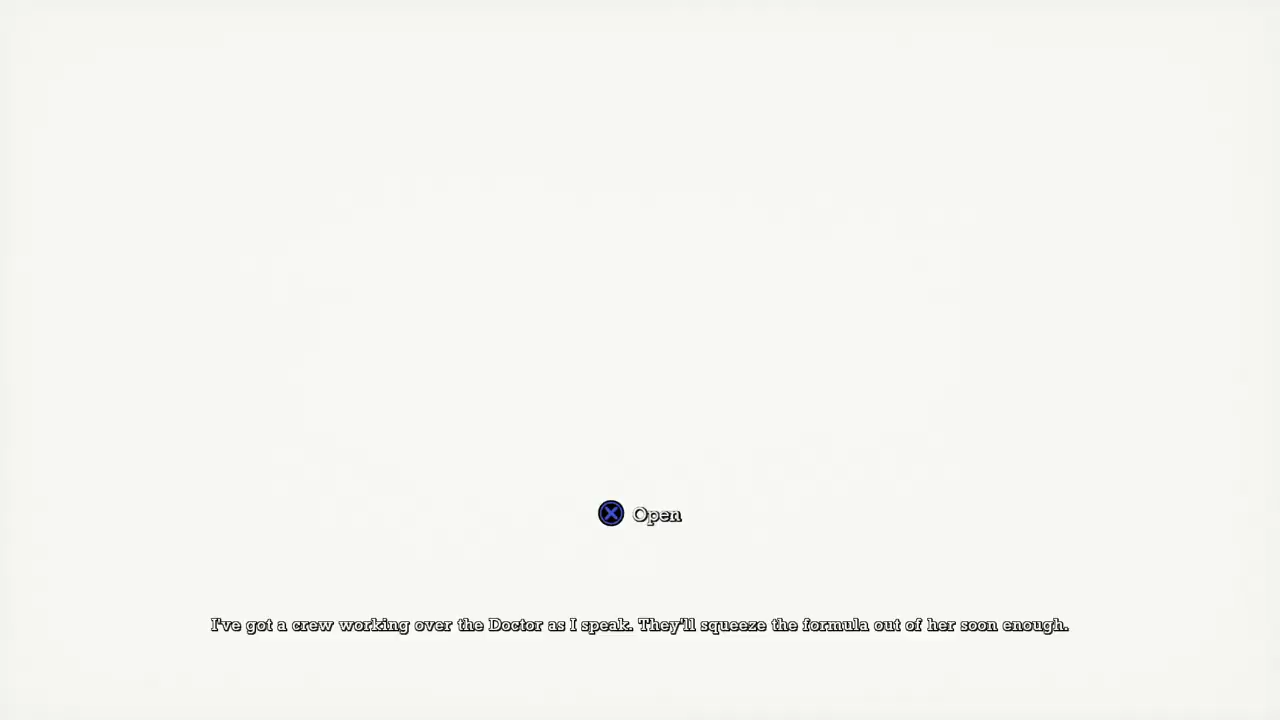 Open
I've got a crew working over the Doctor as I speak. They'll squeeze the formula out of her soon enough.